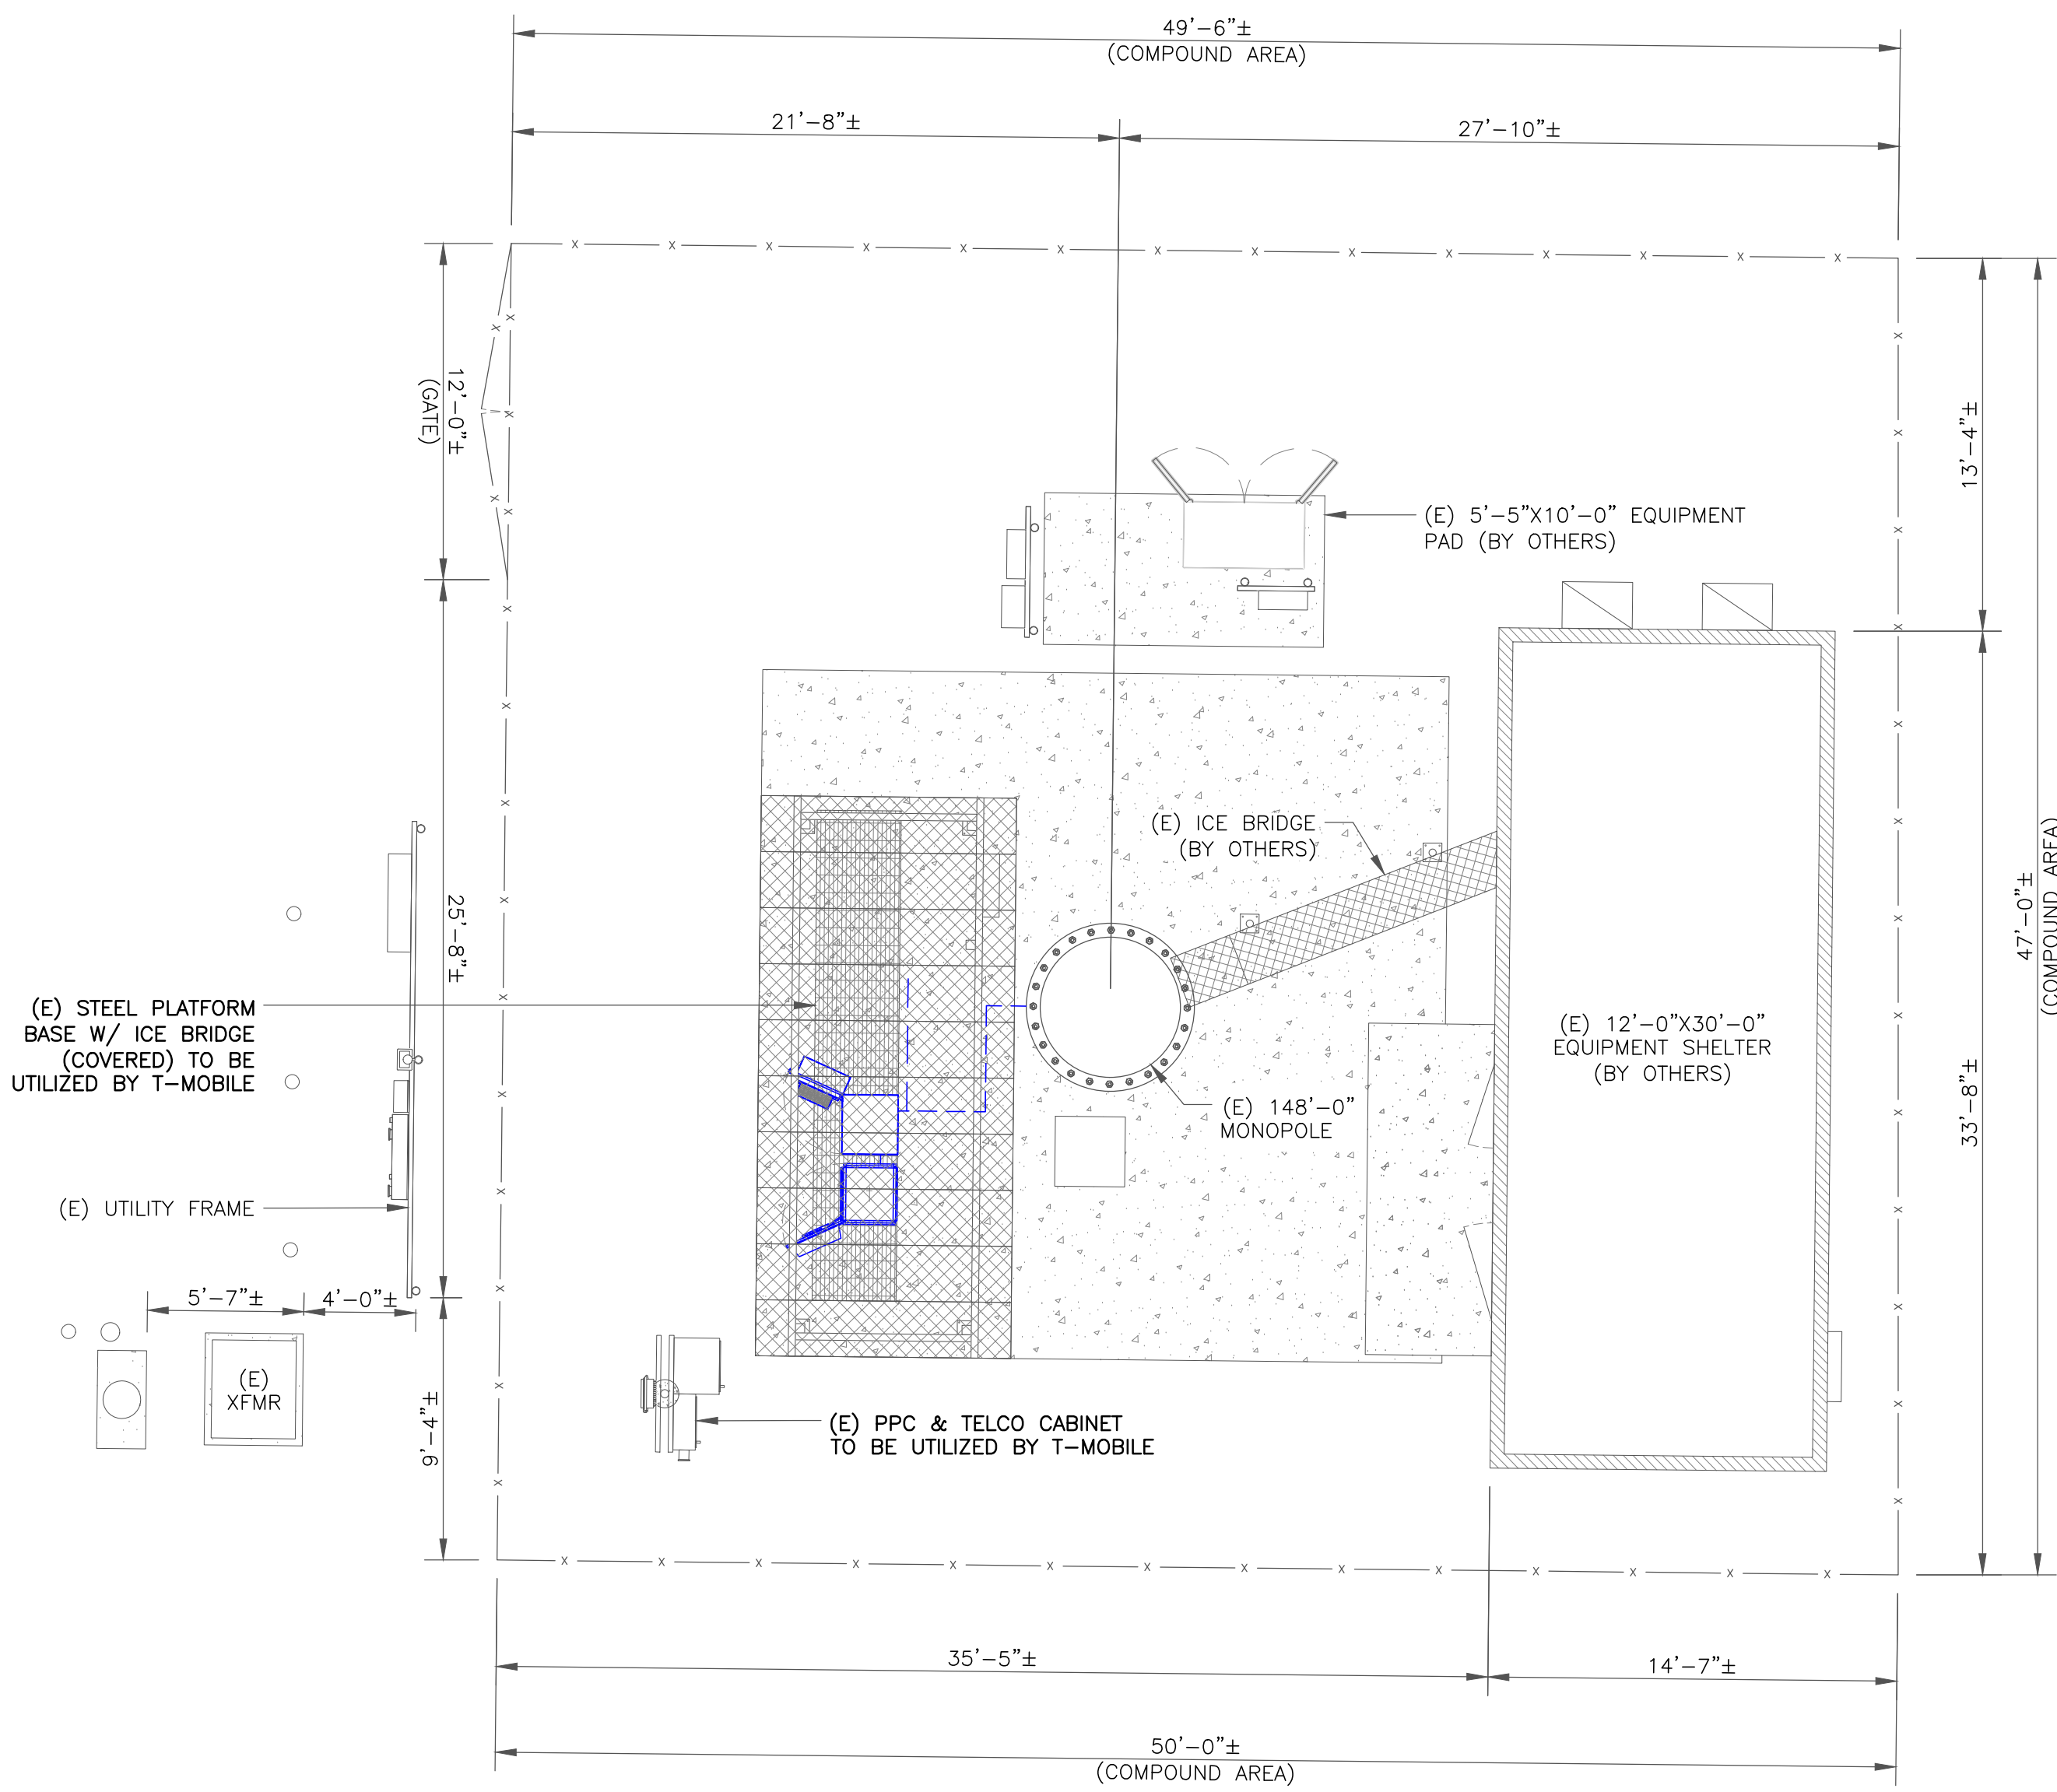 49'-6"±
(COMPOUND AREA)
21'-8"±
27'-10"±
12'-0"±
(GATE)
13'-4"±
(E) 5'-5"X10'-0" EQUIPMENT
PAD (BY OTHERS)
(E) ICE BRIDGE
(BY OTHERS)
25'-8"±
47'-0"±
(COMPOUND AREA)
(E) STEEL PLATFORM
BASE W/ ICE BRIDGE
(COVERED) TO BE
UTILIZED BY T-MOBILE
(E) 12'-0"X30'-0"
EQUIPMENT SHELTER
(BY OTHERS)
(E) 148'-0"
MONOPOLE
33'-8"±
(E) UTILITY FRAME
5'-7"±
4'-0"±
(E)
XFMR
9'-4"±
(E) PPC & TELCO CABINET
TO BE UTILIZED BY T-MOBILE
35'-5"±
14'-7"±
50'-0"±
(COMPOUND AREA)